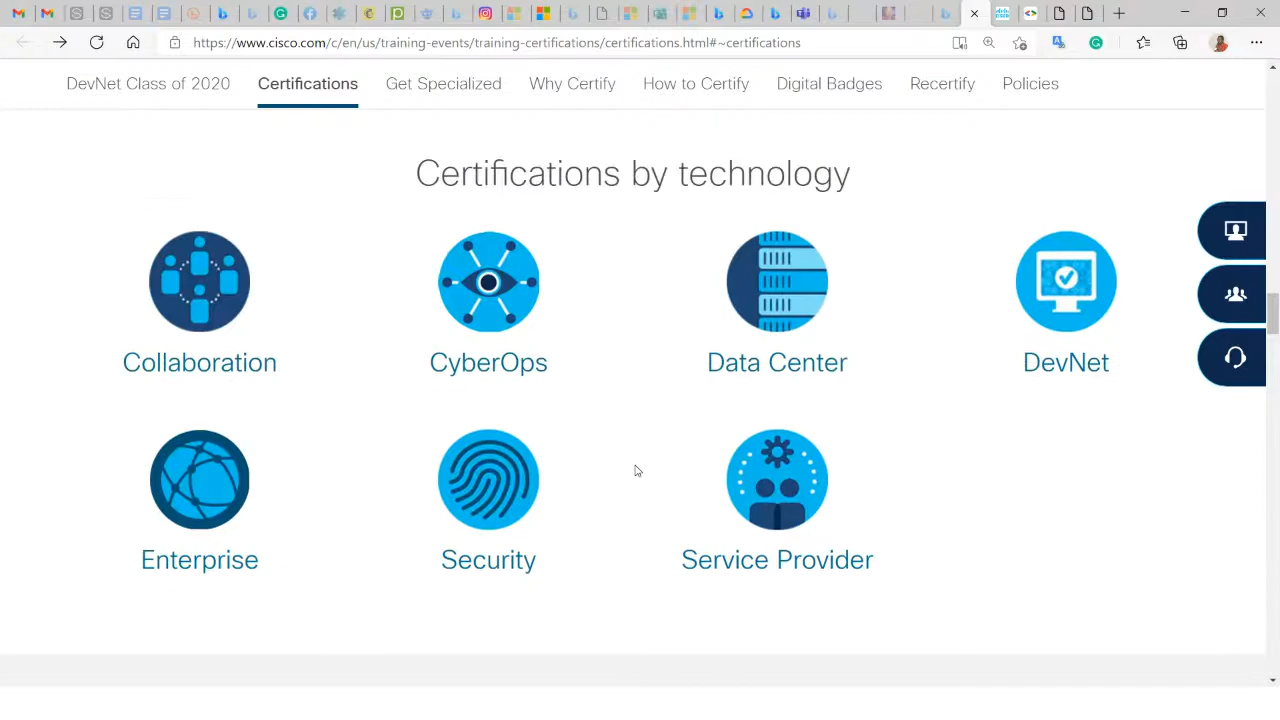 https://www.cisco.com/c/en/us/training-events/training-certifications/certifications.html#~certifications
DevNet Class of 2020 Certifications Get Specialized Why Certify How to Certify Digital Badges Recertify Policies
Certifications by technology
Collaboration CyberOps Data Center DevNet
Enterprise Security Service Provider